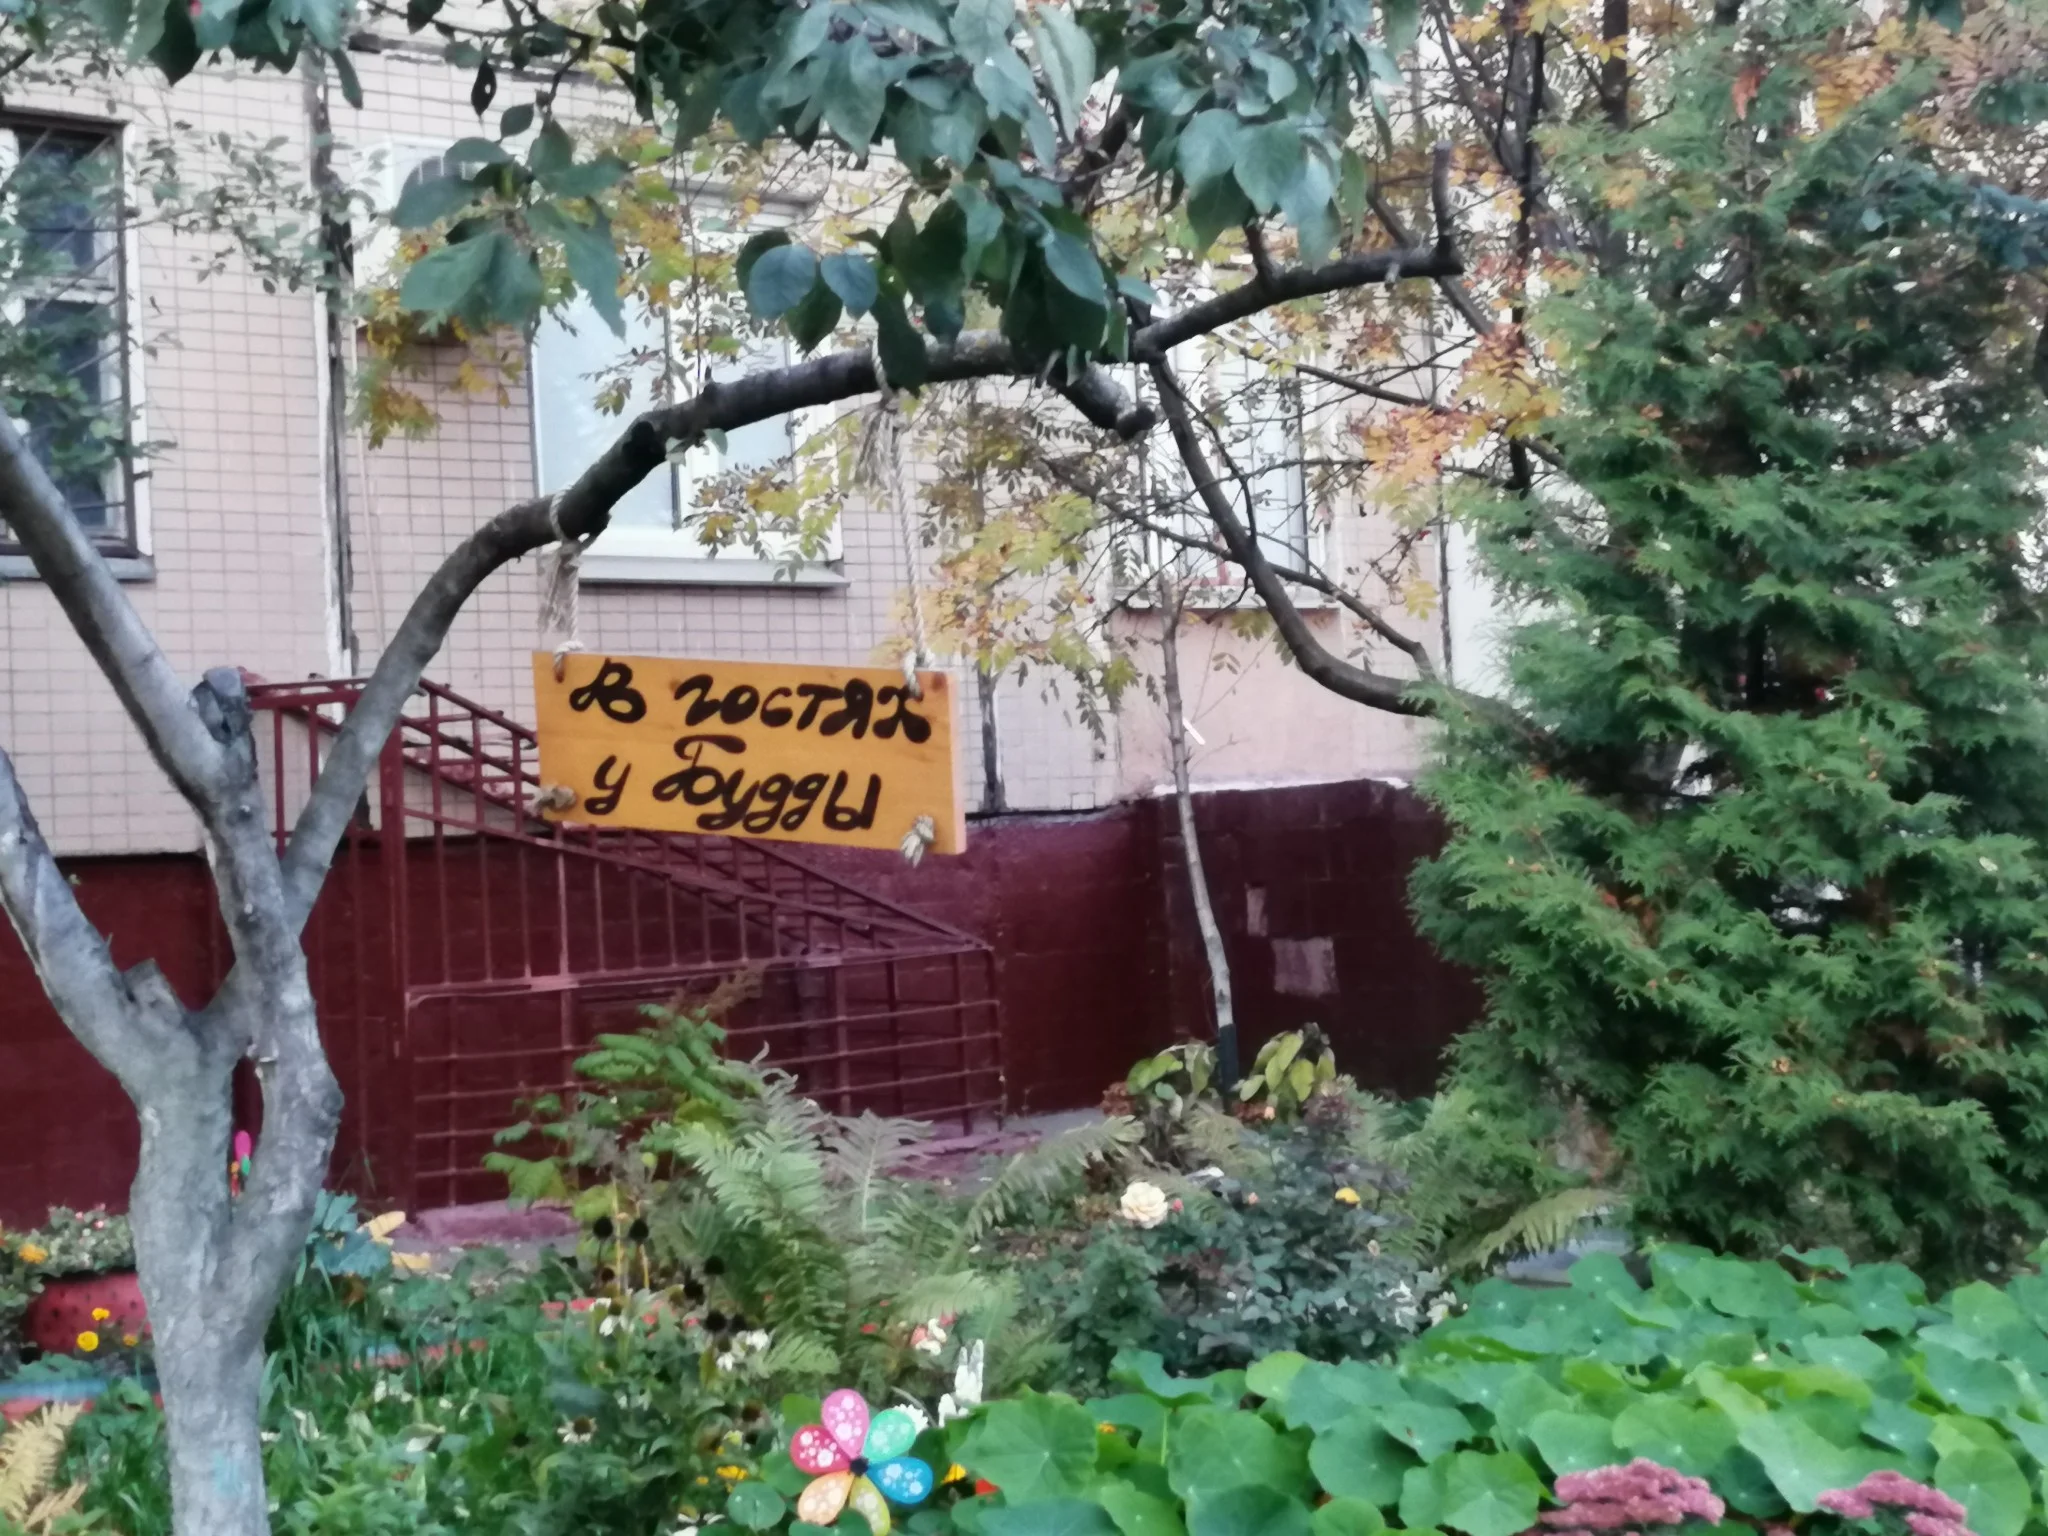 В гостях
у Будды